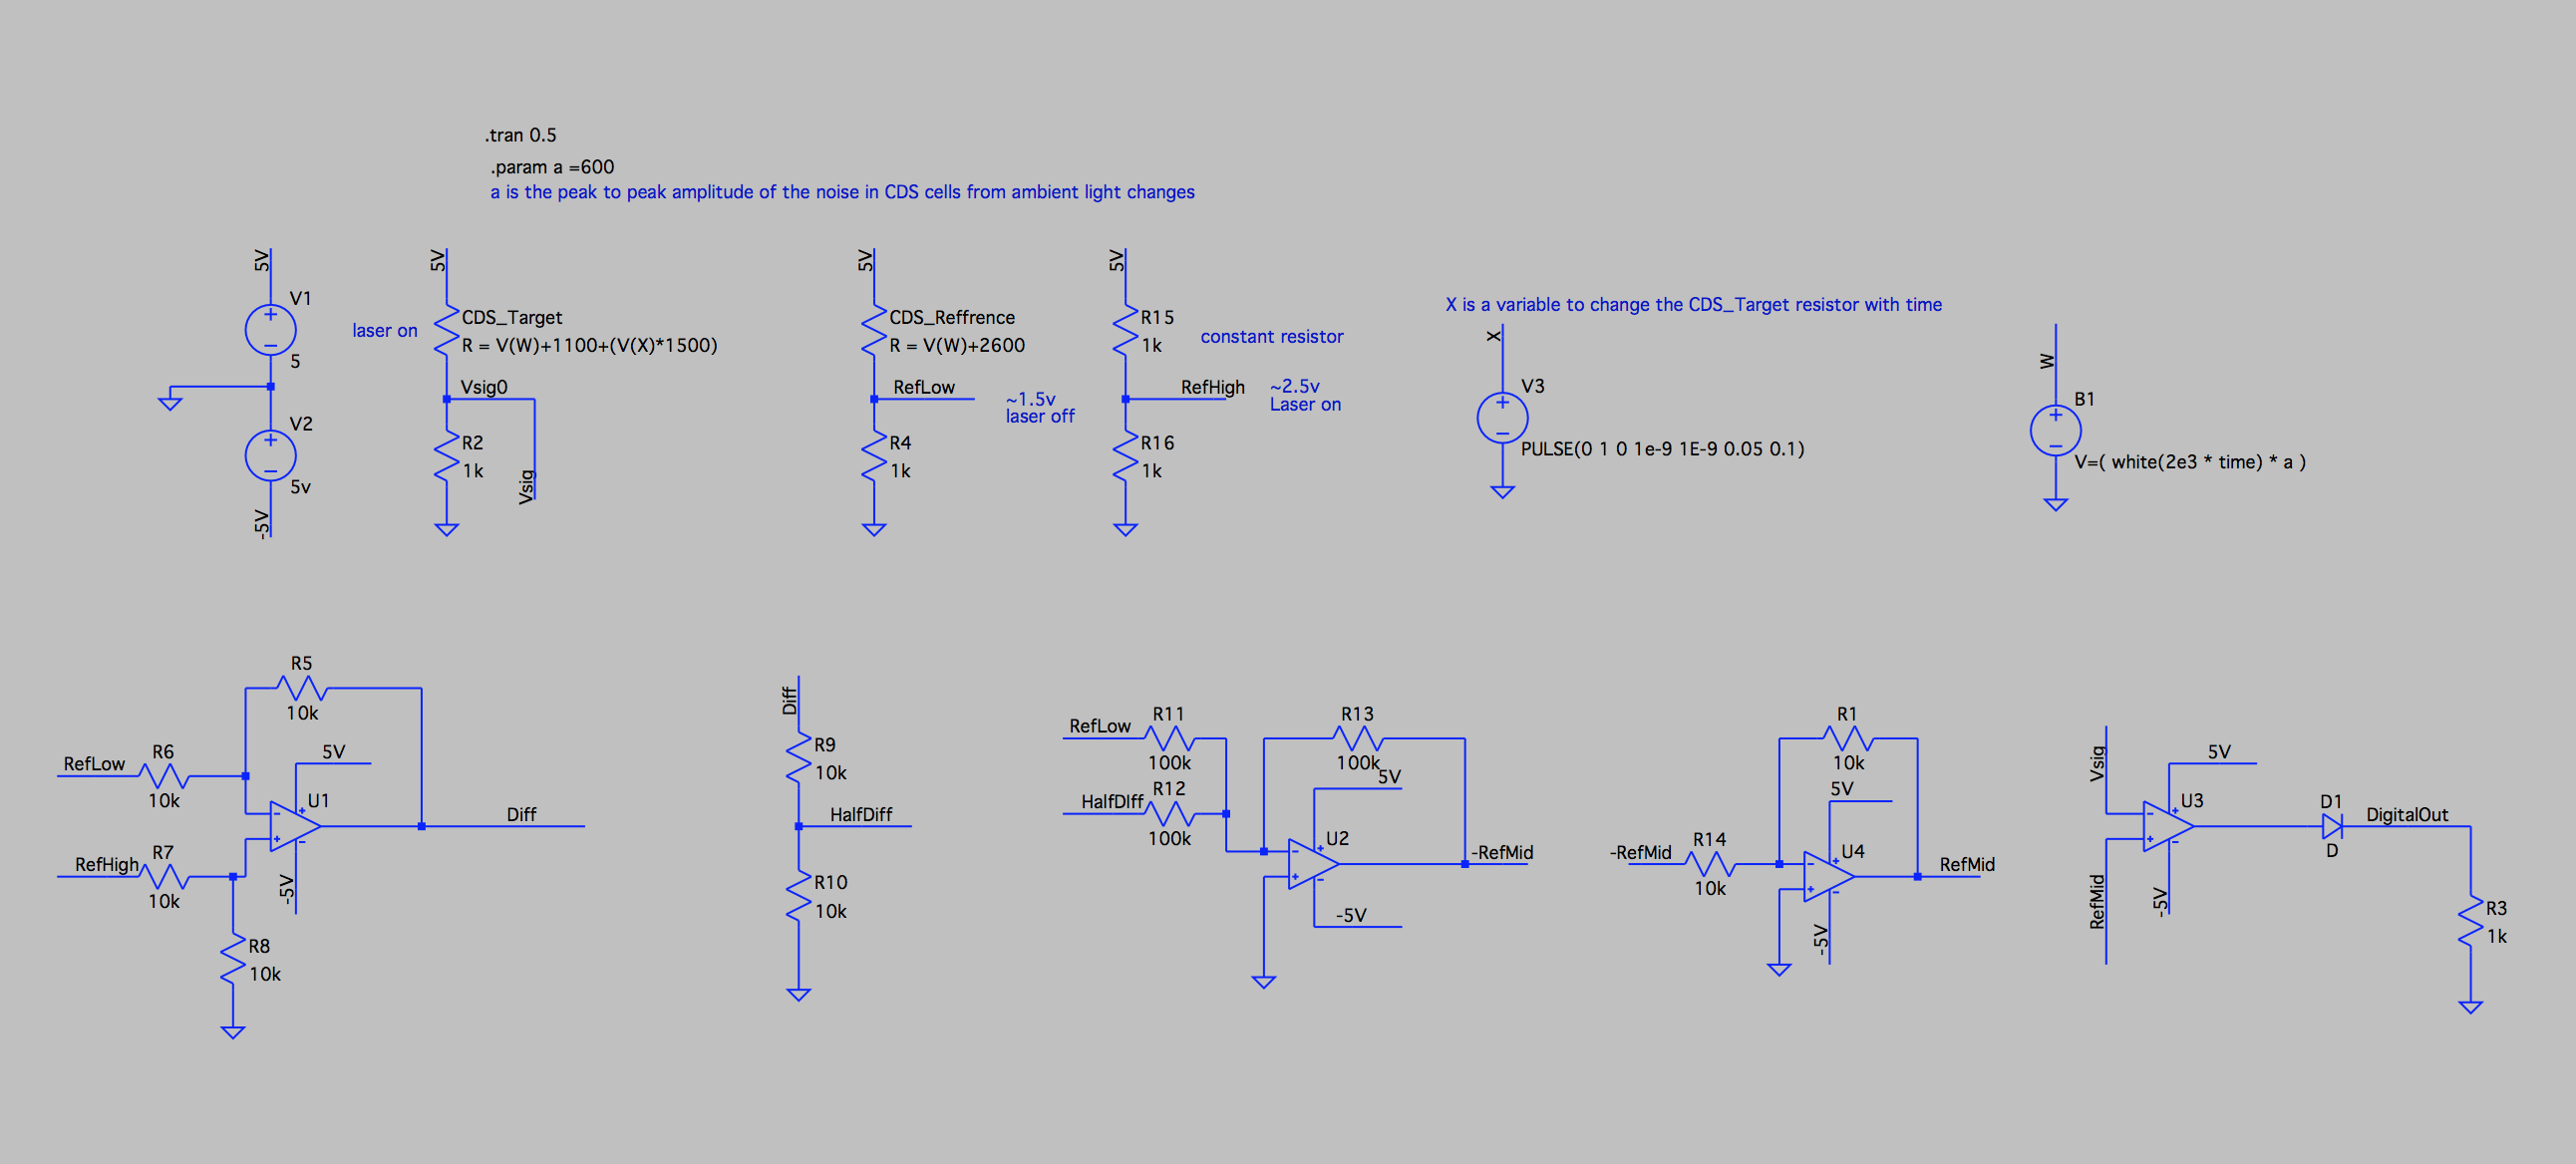 .tran 0.5
.param a =600
a is the peak to peak amplitude of the noise in CDS cells from ambient light changes
5V
V1
5
V2
5v
-5V
5V
laser on
CDS_Target
R = V(W)+1100+(V(X)*1500)
Vsig0
R2
1k
Vsig
5V
CDS_Reffrence
R = V(W)+2600
RefLow
~1.5v
laser off
R4
1k
5V
R15
1k
constant resistor
RefHigh
~2.5v
Laser on
R16
1k
X is a variable to change the CDS_Target resistor with time
X
V3
PULSE(0 1 0 1e-9 1E-9 0.05 0.1)
W
B1
V=( white(2e3 * time) * a )
R5
10k
RefLow
R6
10k
5V
U1
Diff
RefHigh
R7
10k
-5V
R8
10k
Diff
R9
10k
HalfDiff
R10
10k
RefLow
R11
100k
HalfDIff
R12
100k
R13
100k
5V
U2
-RefMid
-5V
R1
10k
5V
-RefMid
R14
10k
U4
RefMid
-5V
Vsig
5V
U3
RefMid
-5V
D1
D
DigitalOut
R3
1k